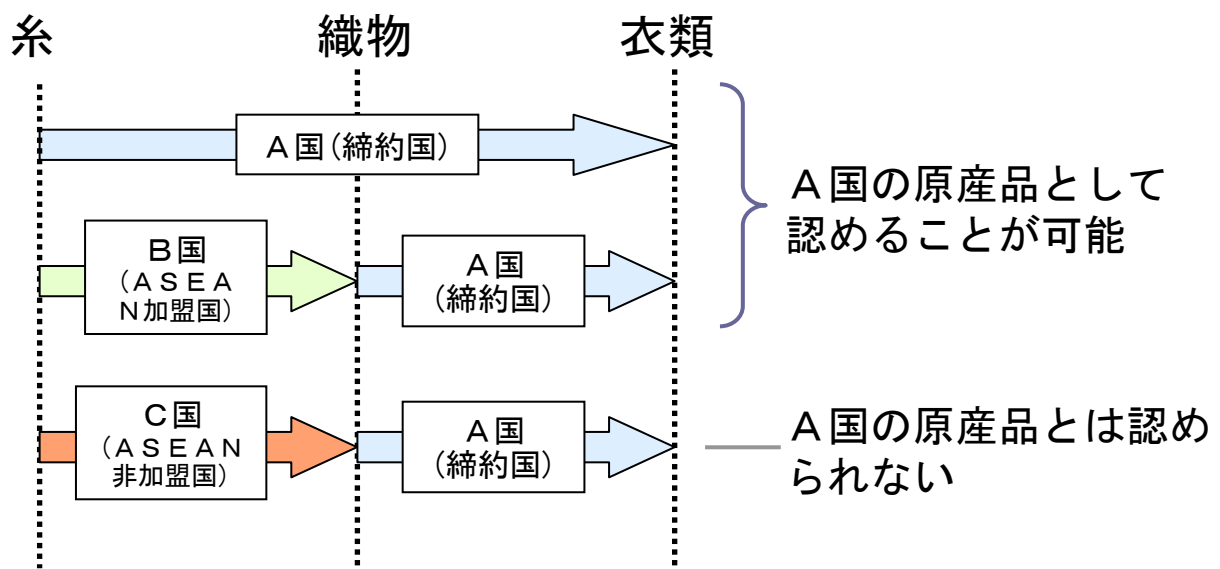 糸
織物
衣類
A国(締約国)
A国の原産品として
認めることが可能
B国
(ASEA
N加盟国)
A国
(締約国)
C国
(ASEAN
非加盟国)
A国
(締約国)
A国の原産品とは認め
られない